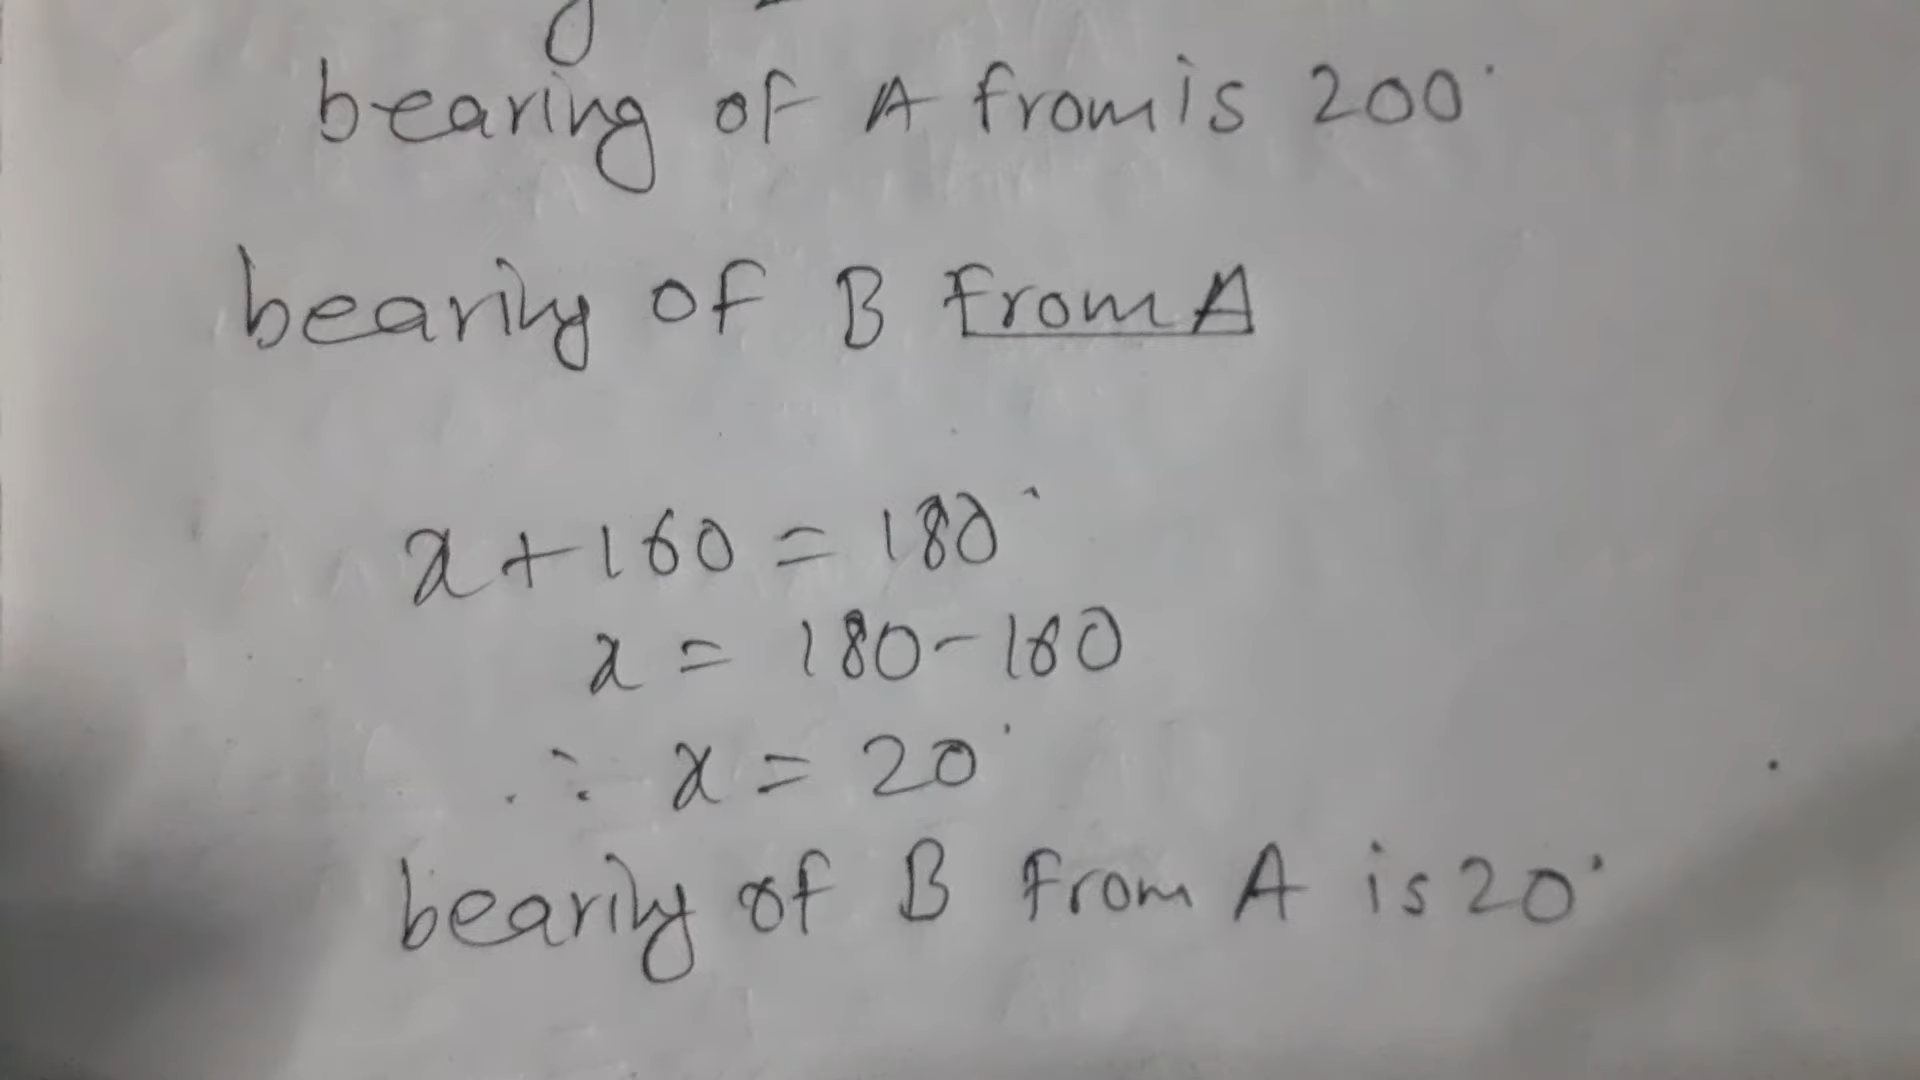 bearing of A from is 200°
bearing of B from A
x + 160 = 180°
x = 180 - 160
∴ x = 20°
bearing of B from A is 20°